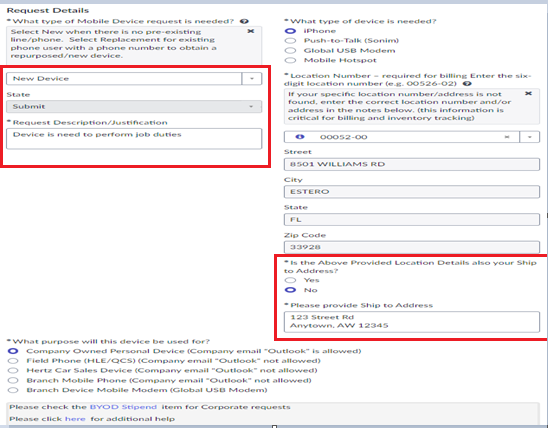 Request Details
*What type of Mobile Device request is needed?
Select New when there is no pre-existing
line/phone. Select Replacement for existing
phone user with a phone number to obtain a
repurposed/new device.
New Device
State
Submit
*Request Description/Justification
Device is need to perform job duties
*What type of device is needed?
iPhone
Push-to-Talk (Sonim)
Global USB Modem
Mobile Hotspot
*Location Number – required for billing Enter the six-
digit location number (e.g. 00526-02)
If your specific location number/address is not
found, enter the correct location number and/or
address in the notes below. (this information is
critical for billing and inventory tracking)
00052-00
Street
8501 WILLIAMS RD
City
ESTERO
State
FL
Zip Code
33928
*Is the Above Provided Location Details also your Ship
to Address?
Yes
No
*Please provide Ship to Address
123 Street Rd
Anytown, AW 12345
*What purpose will this device be used for?
Company Owned Personal Device (Company email "Outlook" is allowed)
Field Phone (HLE/QCS) (Company email "Outlook" not allowed)
Hertz Car Sales Device (Company email "Outlook" not allowed)
Branch Mobile Phone (Company email "Outlook" not allowed)
Branch Device Mobile Modem (Global USB Modem)
Please check the BYOD Stipend item for Corporate requests
Please click here for additional help